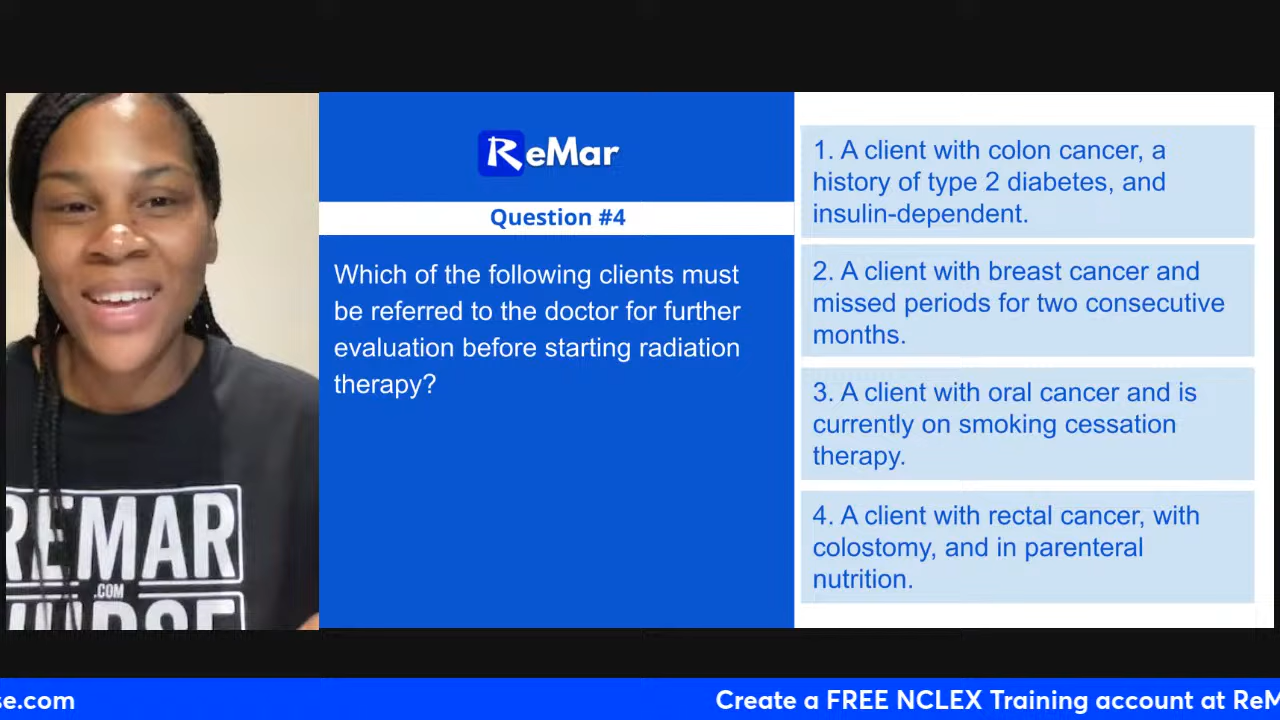 ReMar
Question #4
Which of the following clients must
be referred to the doctor for further
evaluation before starting radiation
therapy?
1. A client with colon cancer, a
history of type 2 diabetes, and
insulin-dependent.
2. A client with breast cancer and
missed periods for two consecutive
months.
3. A client with oral cancer and is
currently on smoking cessation
therapy.
4. A client with rectal cancer, with
colostomy, and in parenteral
nutrition.
REMAR
.COM
NURSE
se.com
Create a FREE NCLEX Training account at ReM